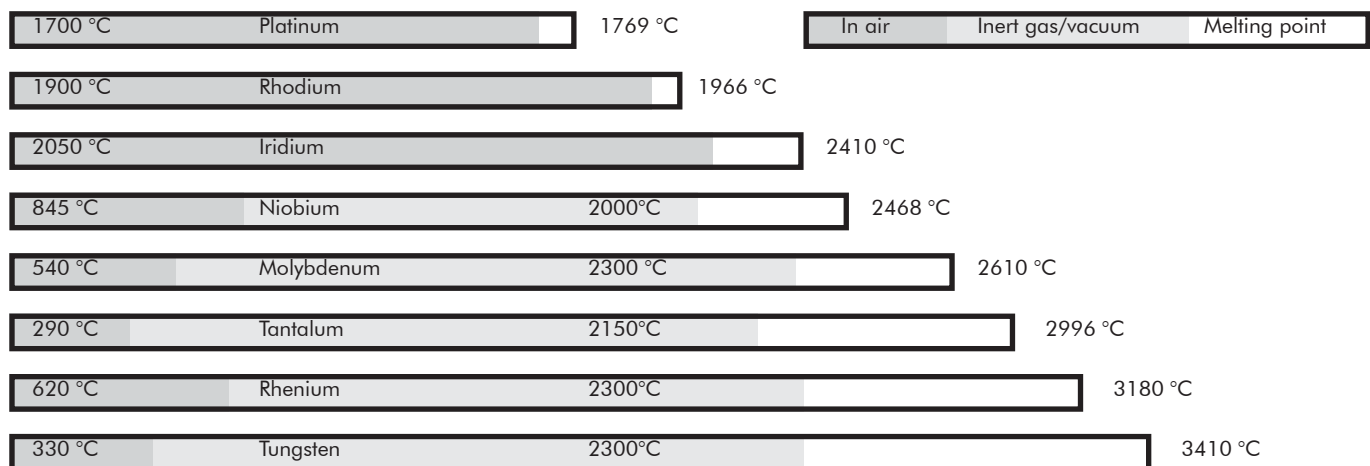 1700 °C Platinum 1769 °C In air Inert gas/vacuum Melting point
1900 °C Rhodium 1966 °C
2050 °C Iridium 2410 °C
845 °C Niobium 2000°C 2468 °C
540 °C Molybdenum 2300 °C 2610 °C
290 °C Tantalum 2150°C 2996 °C
620 °C Rhenium 2300°C 3180 °C
330 °C Tungsten 2300°C 3410 °C